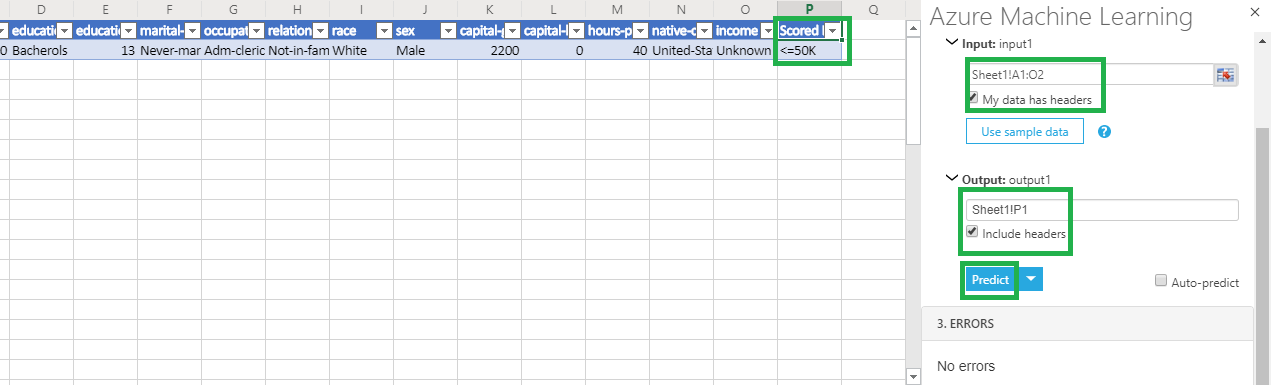 D E F G H I J K L M N O P Q
educatio educatio marital- occupat relation race sex capital-g capital-l hours-p native-c income Scored l
0 Bacherols 13 Never-mar Adm-cleric Not-in-fam White Male 2200 0 40 United-Sta Unknown <=50K
Azure Machine Learning
Input: input1
Sheet1!A1:O2
My data has headers
Use sample data ?
Output: output1
Sheet1!P1
Include headers
Predict Auto-predict
3. ERRORS
No errors